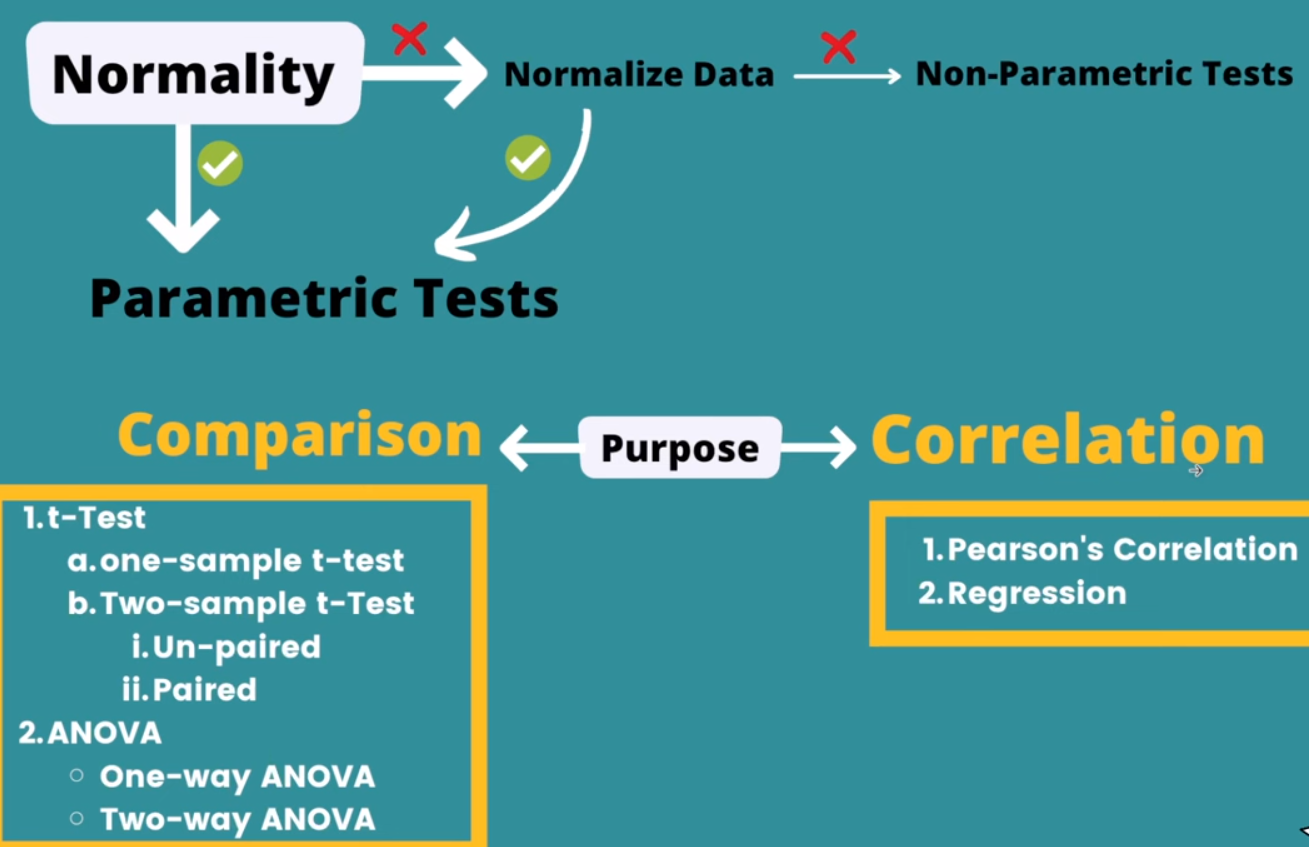 Normality
Normalize Data
Non-Parametric Tests
Parametric Tests
Comparison
Purpose
Correlation
1. t-Test
a. one-sample t-test
b. Two-sample t-Test
i. Un-paired
ii. Paired
2. ANOVA
○ One-way ANOVA
○ Two-way ANOVA
1. Pearson's Correlation
2. Regression